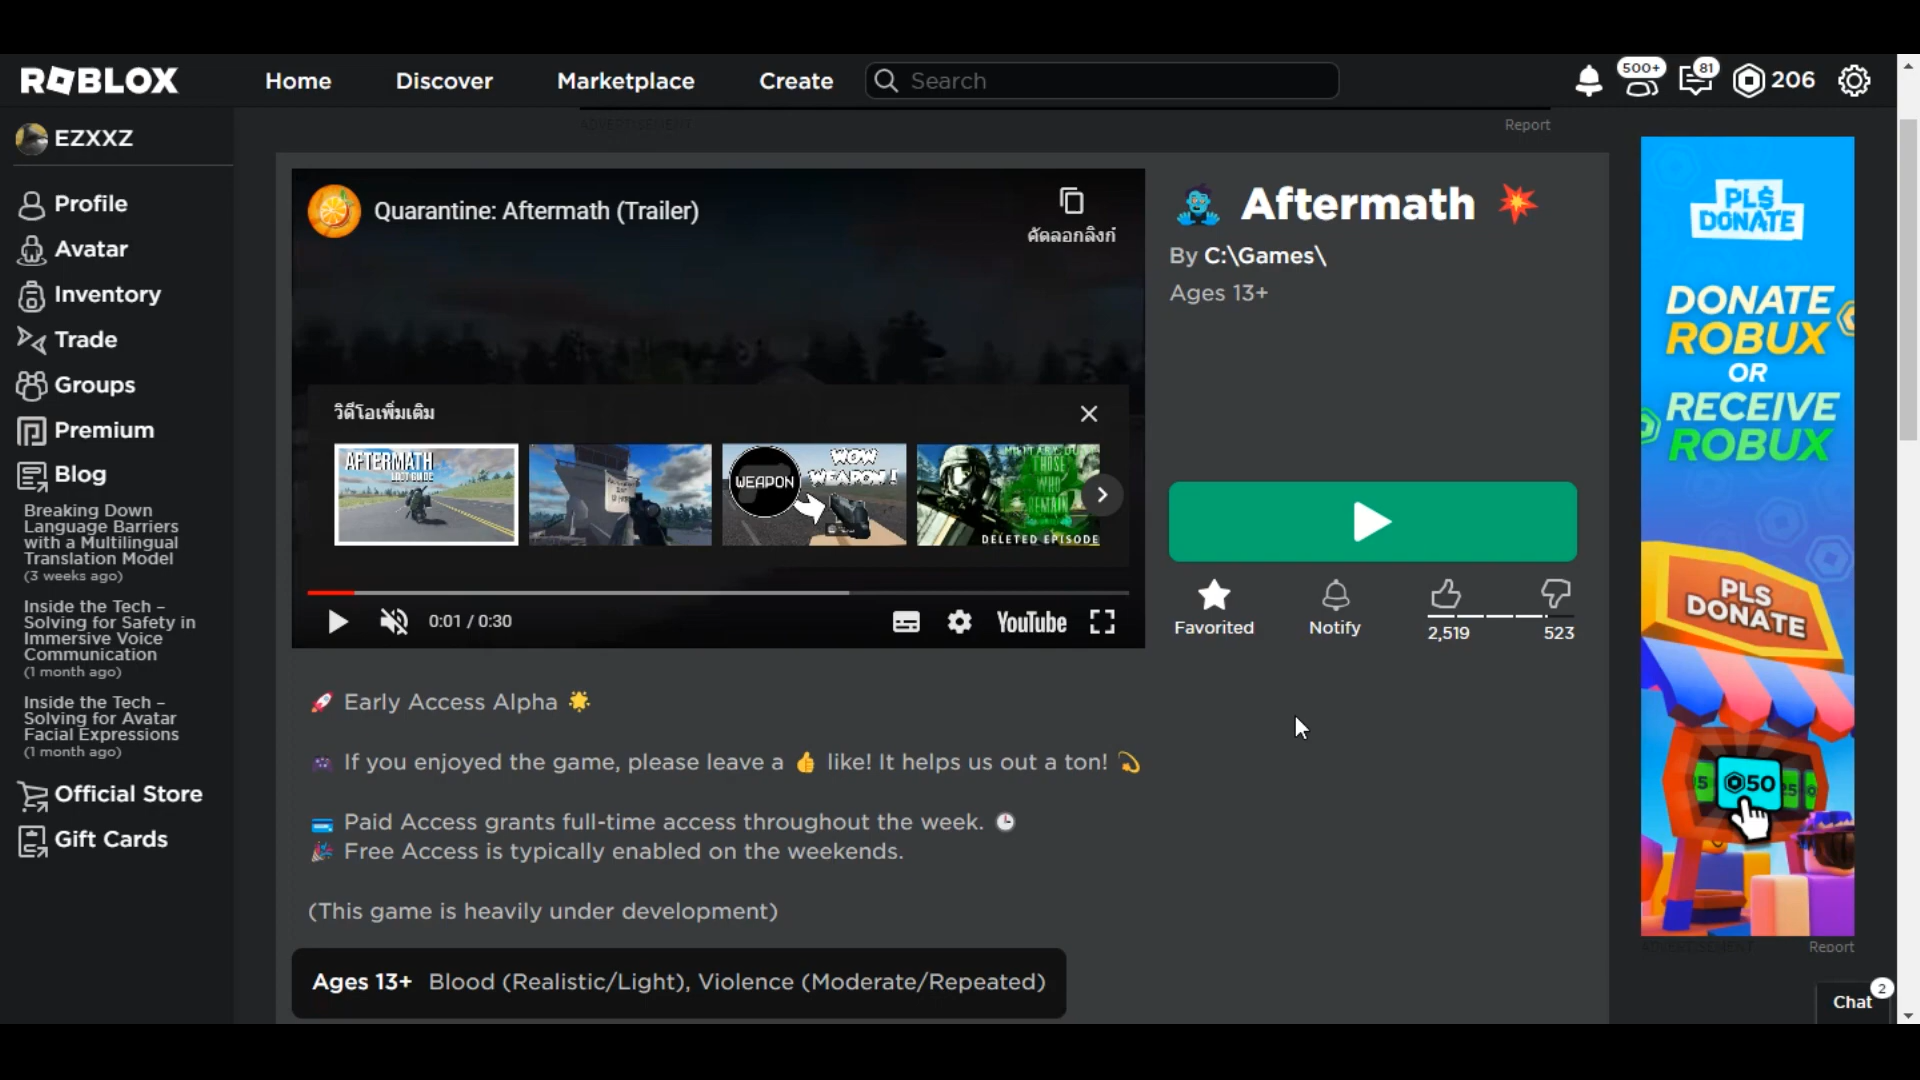 ROBLOX
Home
Discover
Marketplace
Create
Search
500+
81
206
EZXXZ
Profile
Avatar
Inventory
Trade
Groups
Premium
Blog
Breaking Down
Language Barriers
with a Multilingual
Translation Model
(3 weeks ago)
Inside the Tech –
Solving for Safety in
Immersive Voice
Communication
(1 month ago)
Inside the Tech –
Solving for Avatar
Facial Expressions
(1 month ago)
Official Store
Gift Cards
ADVERTISEMENT
Report
Quarantine: Aftermath (Trailer)
คัดลอกลิงก์
วิดีโอเพิ่มเติม
AFTERMATH
WEAPON
WOW
WEAPON!
THOSE
WHO
REMAIN
DELETED EPISODE
0:01 / 0:30
YouTube
Aftermath
By C:\Games\
Ages 13+
Favorited
Notify
2,519
523
Early Access Alpha
If you enjoyed the game, please leave a 👍 like! It helps us out a ton!
Paid Access grants full-time access throughout the week.
Free Access is typically enabled on the weekends.
(This game is heavily under development)
Ages 13+ Blood (Realistic/Light), Violence (Moderate/Repeated)
PL$
DONATE
DONATE
ROBUX
OR
RECEIVE
ROBUX
PLS
DONATE
5
50
25
ADVERTISEMENT
Report
Chat
2